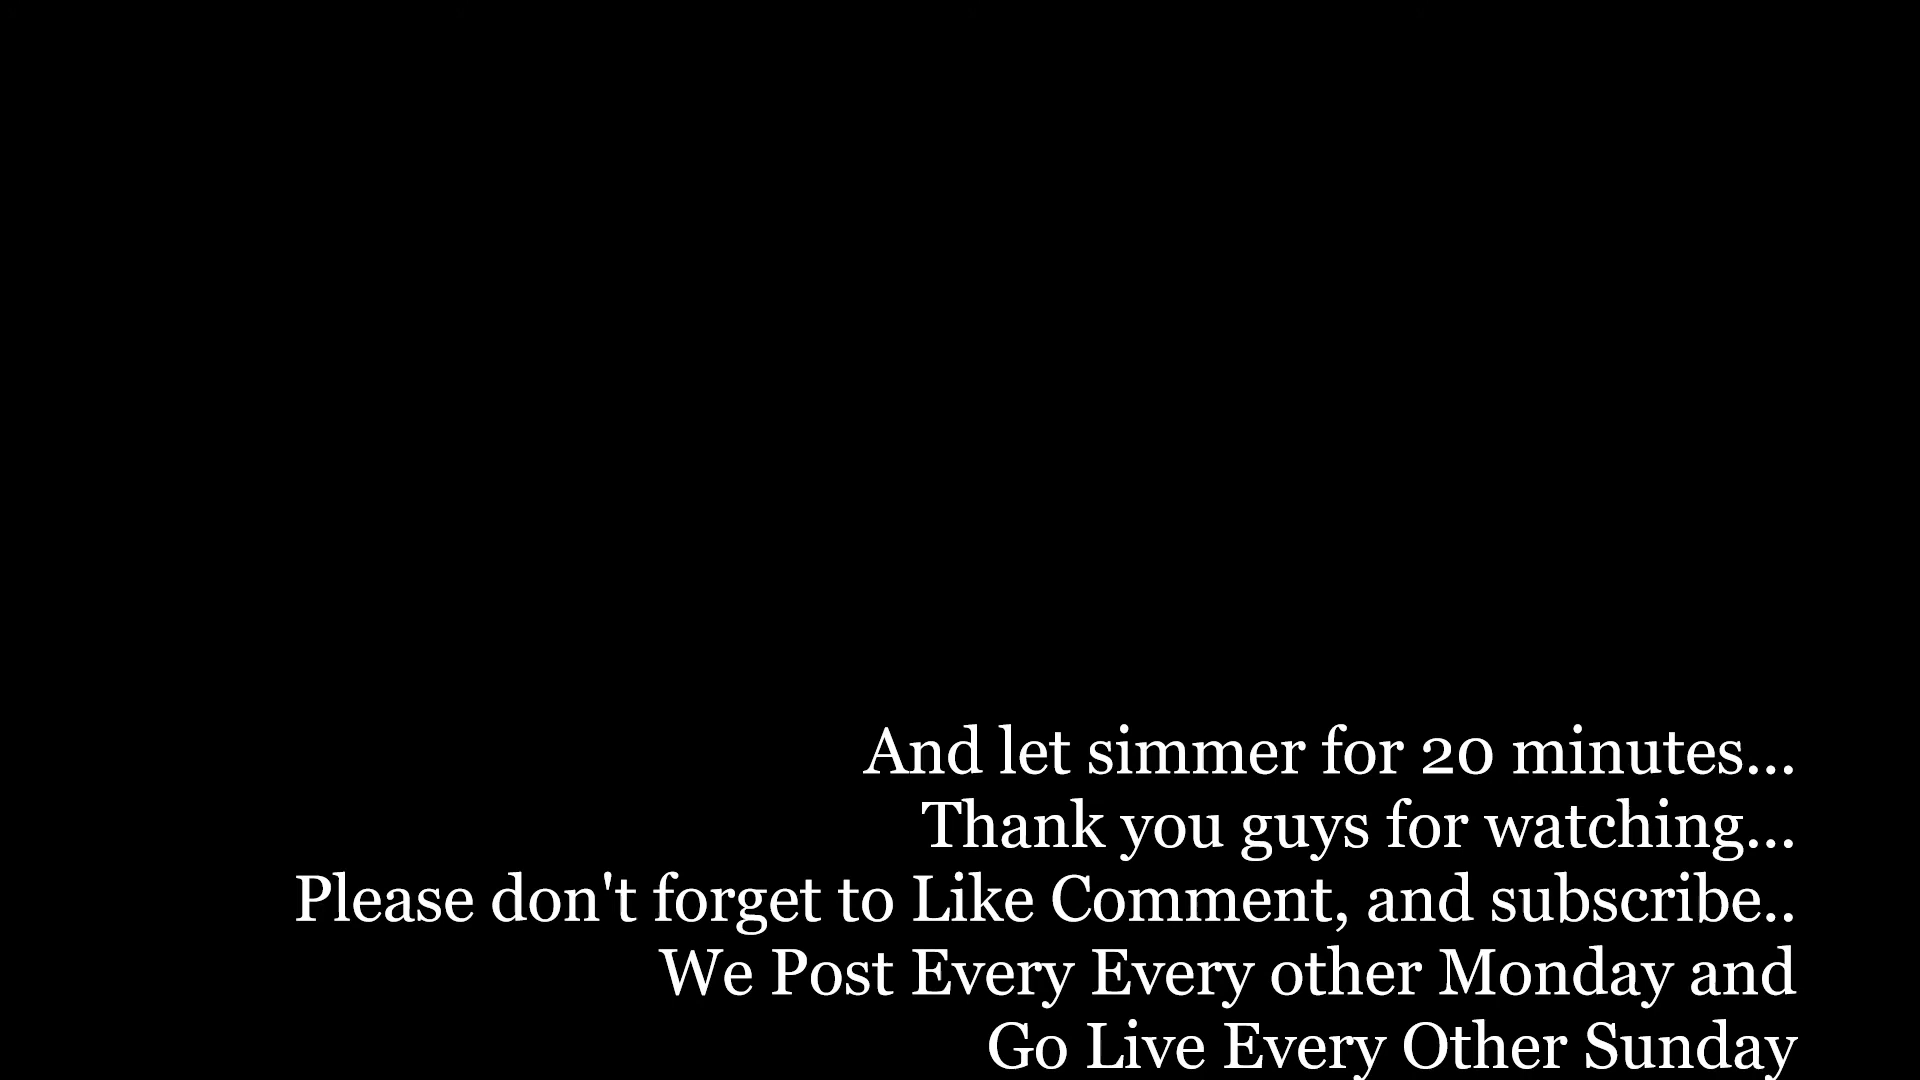 And let simmer for 20 minutes...
Thank you guys for watching...
Please don't forget to Like Comment, and subscribe..
We Post Every Every other Monday and
Go Live Every Other Sunday